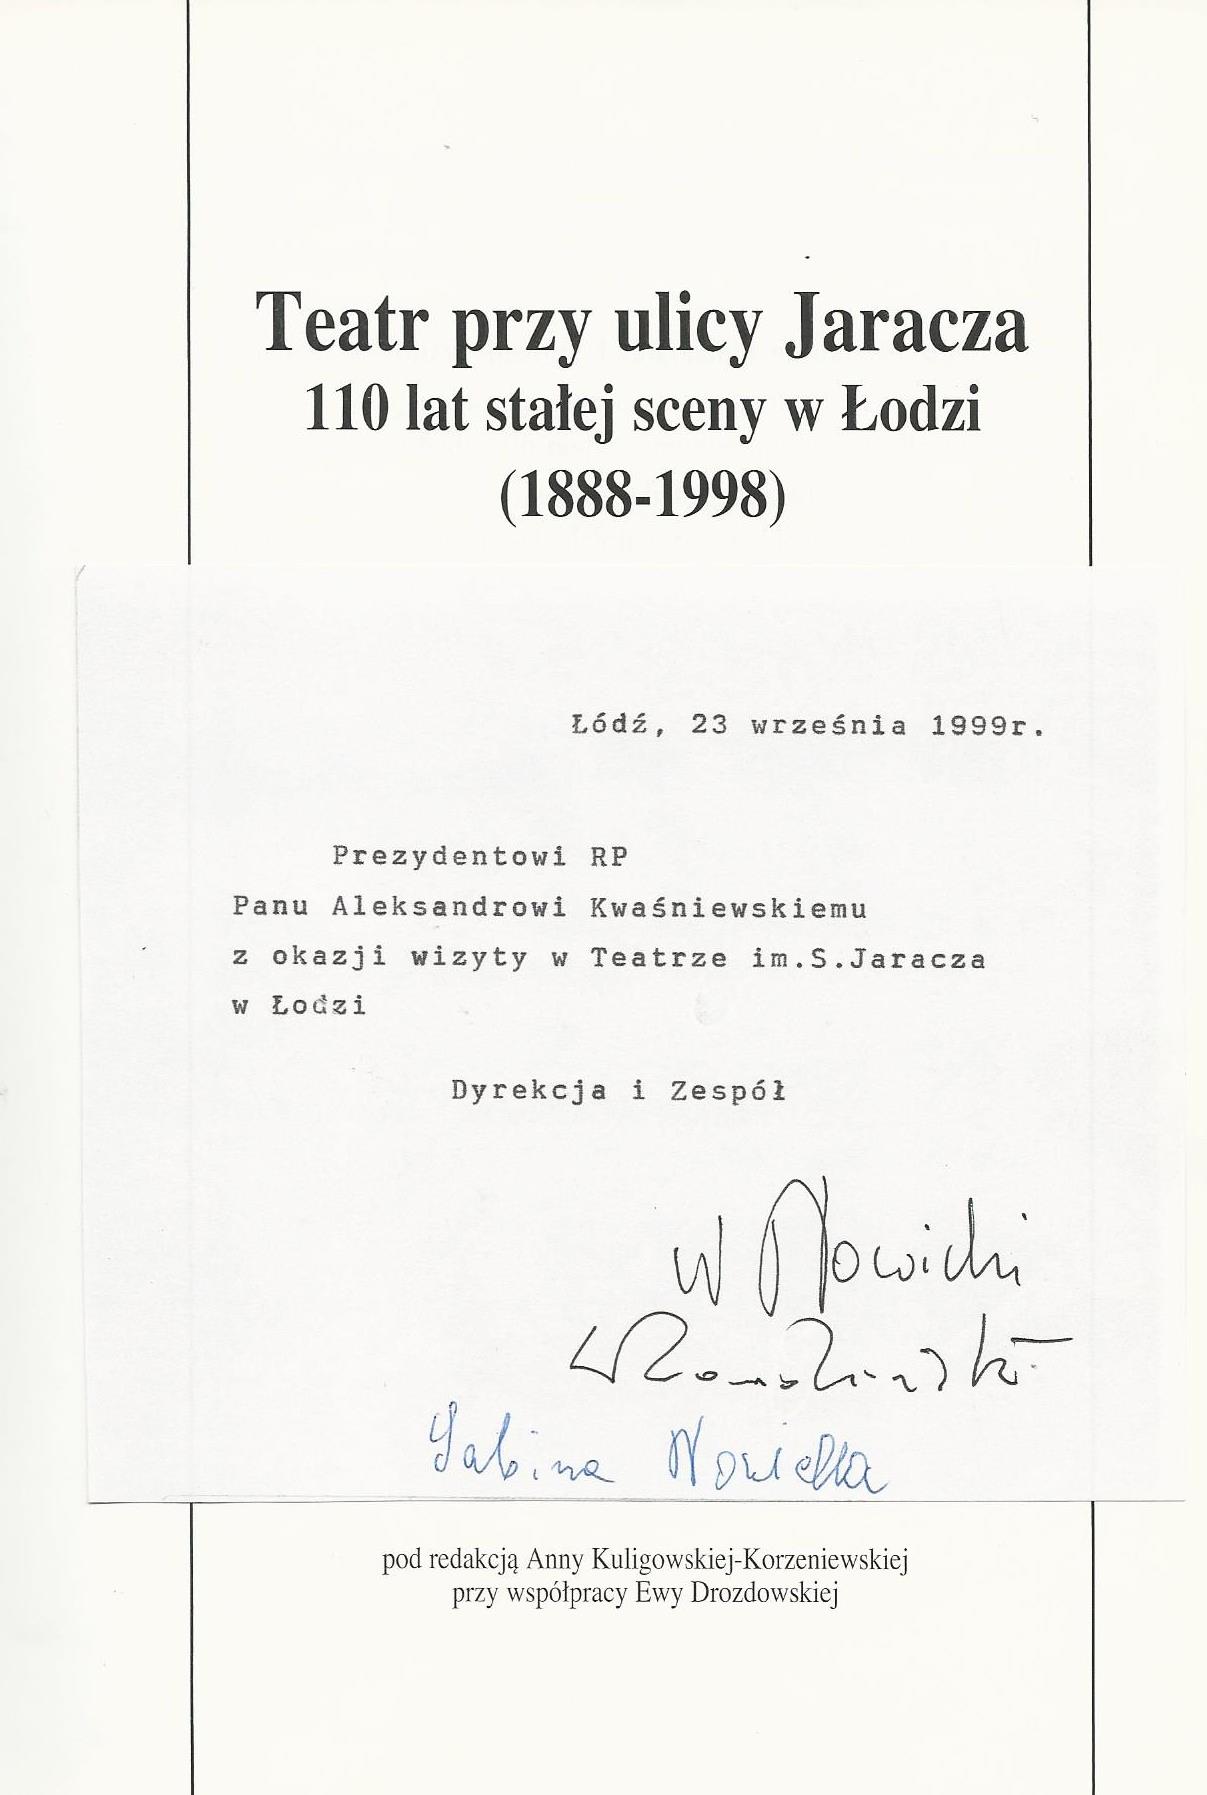 Teatr przy ulicy Jaracza
110 lat stałej sceny w Łodzi
(1888-1998)
Łódź, 23 września 1999r.
Prezydentowi RP
Panu Aleksandrowi Kwaśniewskiemu
z okazji wizyty w Teatrze im.S.Jaracza
w Łodzi
Dyrekcja i Zespół
W Nowicki
Sabina Nowicka
pod redakcją Anny Kuligowskiej-Korzeniewskiej
przy współpracy Ewy Drozdowskiej